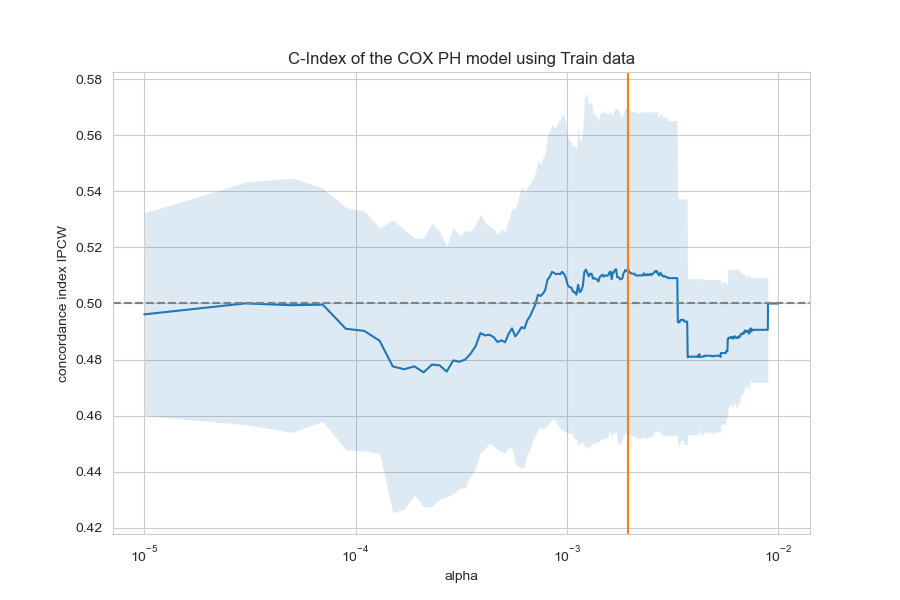 C-Index of the COX PH model using Train data
concordance index IPCW
0.58
0.56
0.54
0.52
0.50
0.48
0.46
0.44
0.42
10⁻⁵ 10⁻⁴ 10⁻³ 10⁻²
alpha